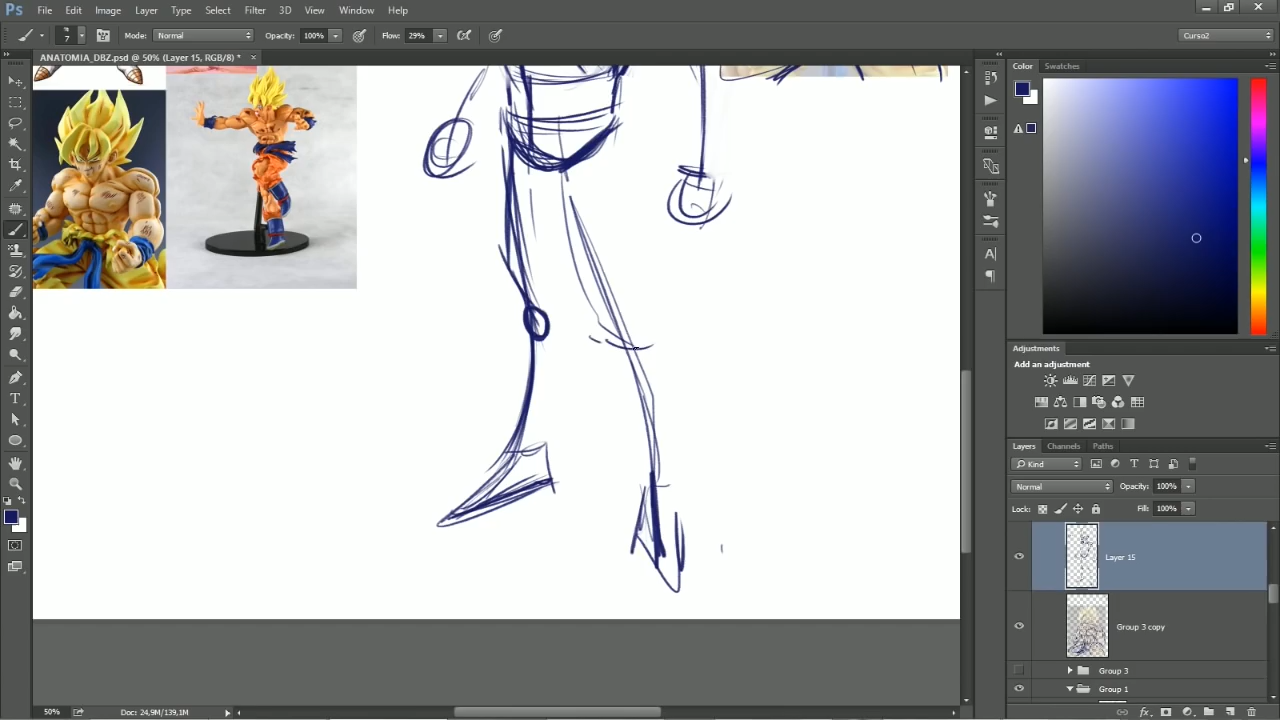 Ps File Edit Image Layer Type Select Filter 3D View Window Help
7 Mode: Normal Opacity: 100% Flow: 29% Curso2
ANATOMIA_DBZ.psd @ 50% (Layer 15, RGB/8) * ×
Color Swatches
Adjustments
Add an adjustment
Layers Channels Paths
Kind
Normal Opacity: 100%
Lock: Fill: 100%
Layer 15
Group 3 copy
Group 3
Group 1
50% Doc: 24,9M/139,1M